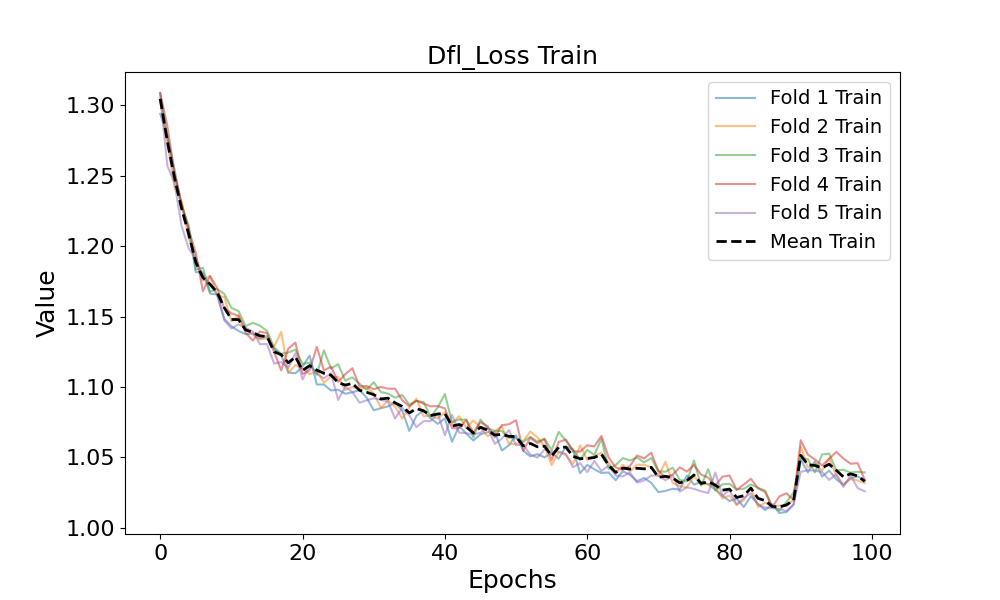 Dfl_Loss Train
Value
1.30
1.25
1.20
1.15
1.10
1.05
1.00
Fold 1 Train
Fold 2 Train
Fold 3 Train
Fold 4 Train
Fold 5 Train
Mean Train
0
20
40
60
80
100
Epochs